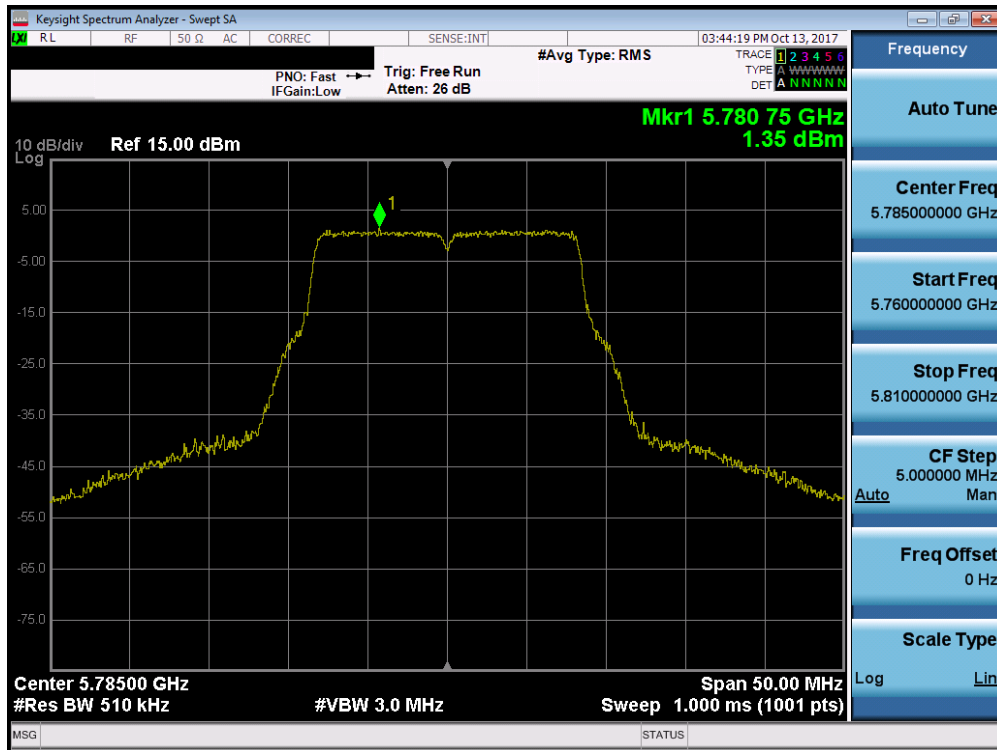 Keysight Spectrum Analyzer - Swept SA
LXI RL RF 50 Ω AC CORREC SENSE:INT 03:44:19 PM Oct 13, 2017
#Avg Type: RMS TRACE 1 2 3 4 5 6
PNO: Fast Trig: Free Run TYPE A WWWWW
IFGain:Low Atten: 26 dB DET A N N N N N
Mkr1 5.780 75 GHz
1.35 dBm
10 dB/div Ref 15.00 dBm
Log
1
5.00
-5.00
-15.0
-25.0
-35.0
-45.0
-55.0
-65.0
-75.0
Center 5.78500 GHz Span 50.00 MHz
#Res BW 510 kHz #VBW 3.0 MHz Sweep 1.000 ms (1001 pts)
MSG STATUS
Frequency
Auto Tune
Center Freq
5.785000000 GHz
Start Freq
5.760000000 GHz
Stop Freq
5.810000000 GHz
CF Step
5.000000 MHz
Auto Man
Freq Offset
0 Hz
Scale Type
Log Lin